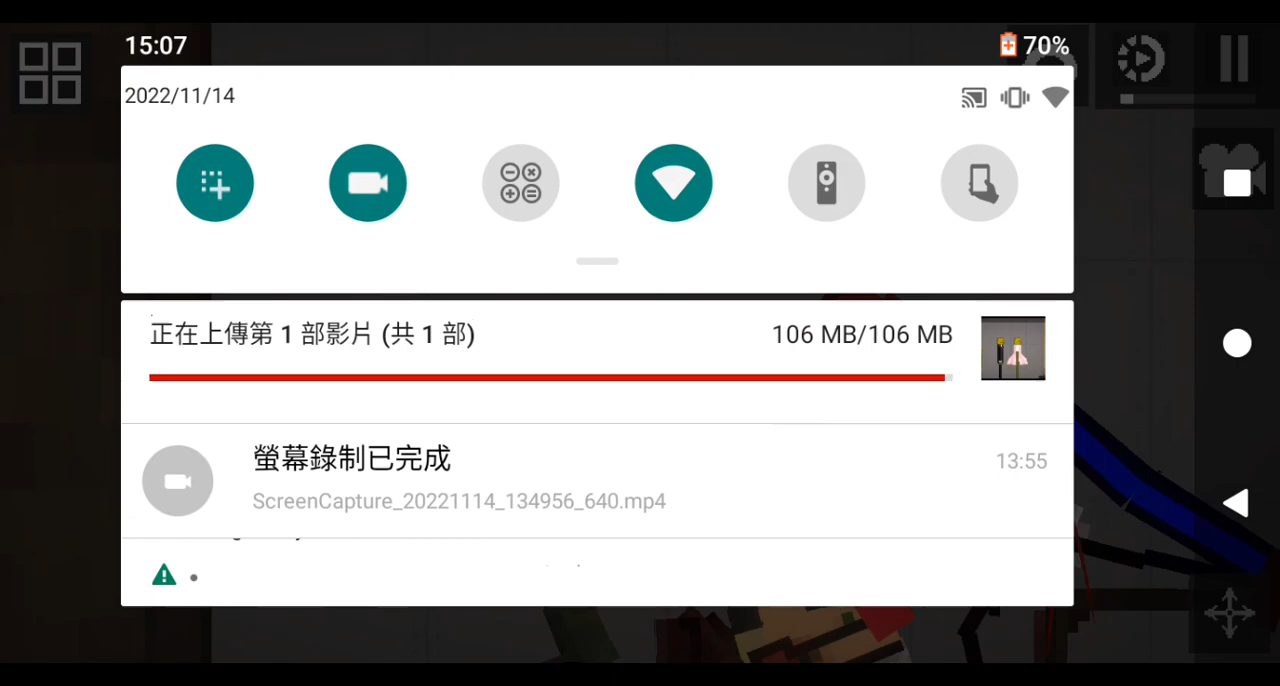 15:07
70%
2022/11/14
正在上傳第 1 部影片 (共 1 部)
106 MB/106 MB
螢幕錄制已完成
13:55
ScreenCapture_20221114_134956_640.mp4